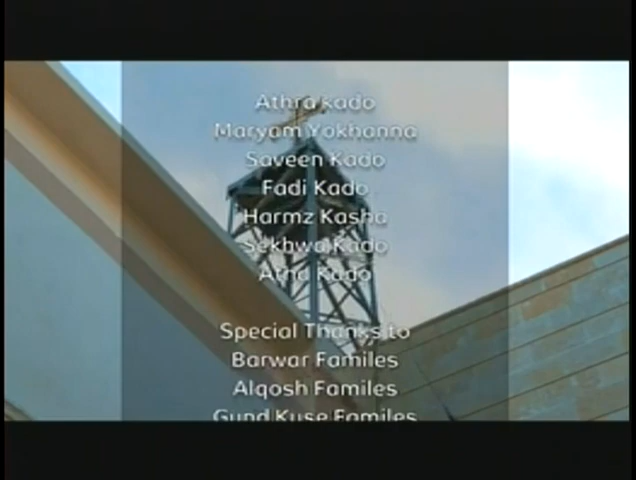 Athra Kado
Maryam Yokhanna
Saveen Kado
Fadi Kado
Harmz Kasha
Sekhwa Kado
Atha Kado
Special Thanks to
Barwar Familes
Alqosh Familes
Gund Kuse Familes